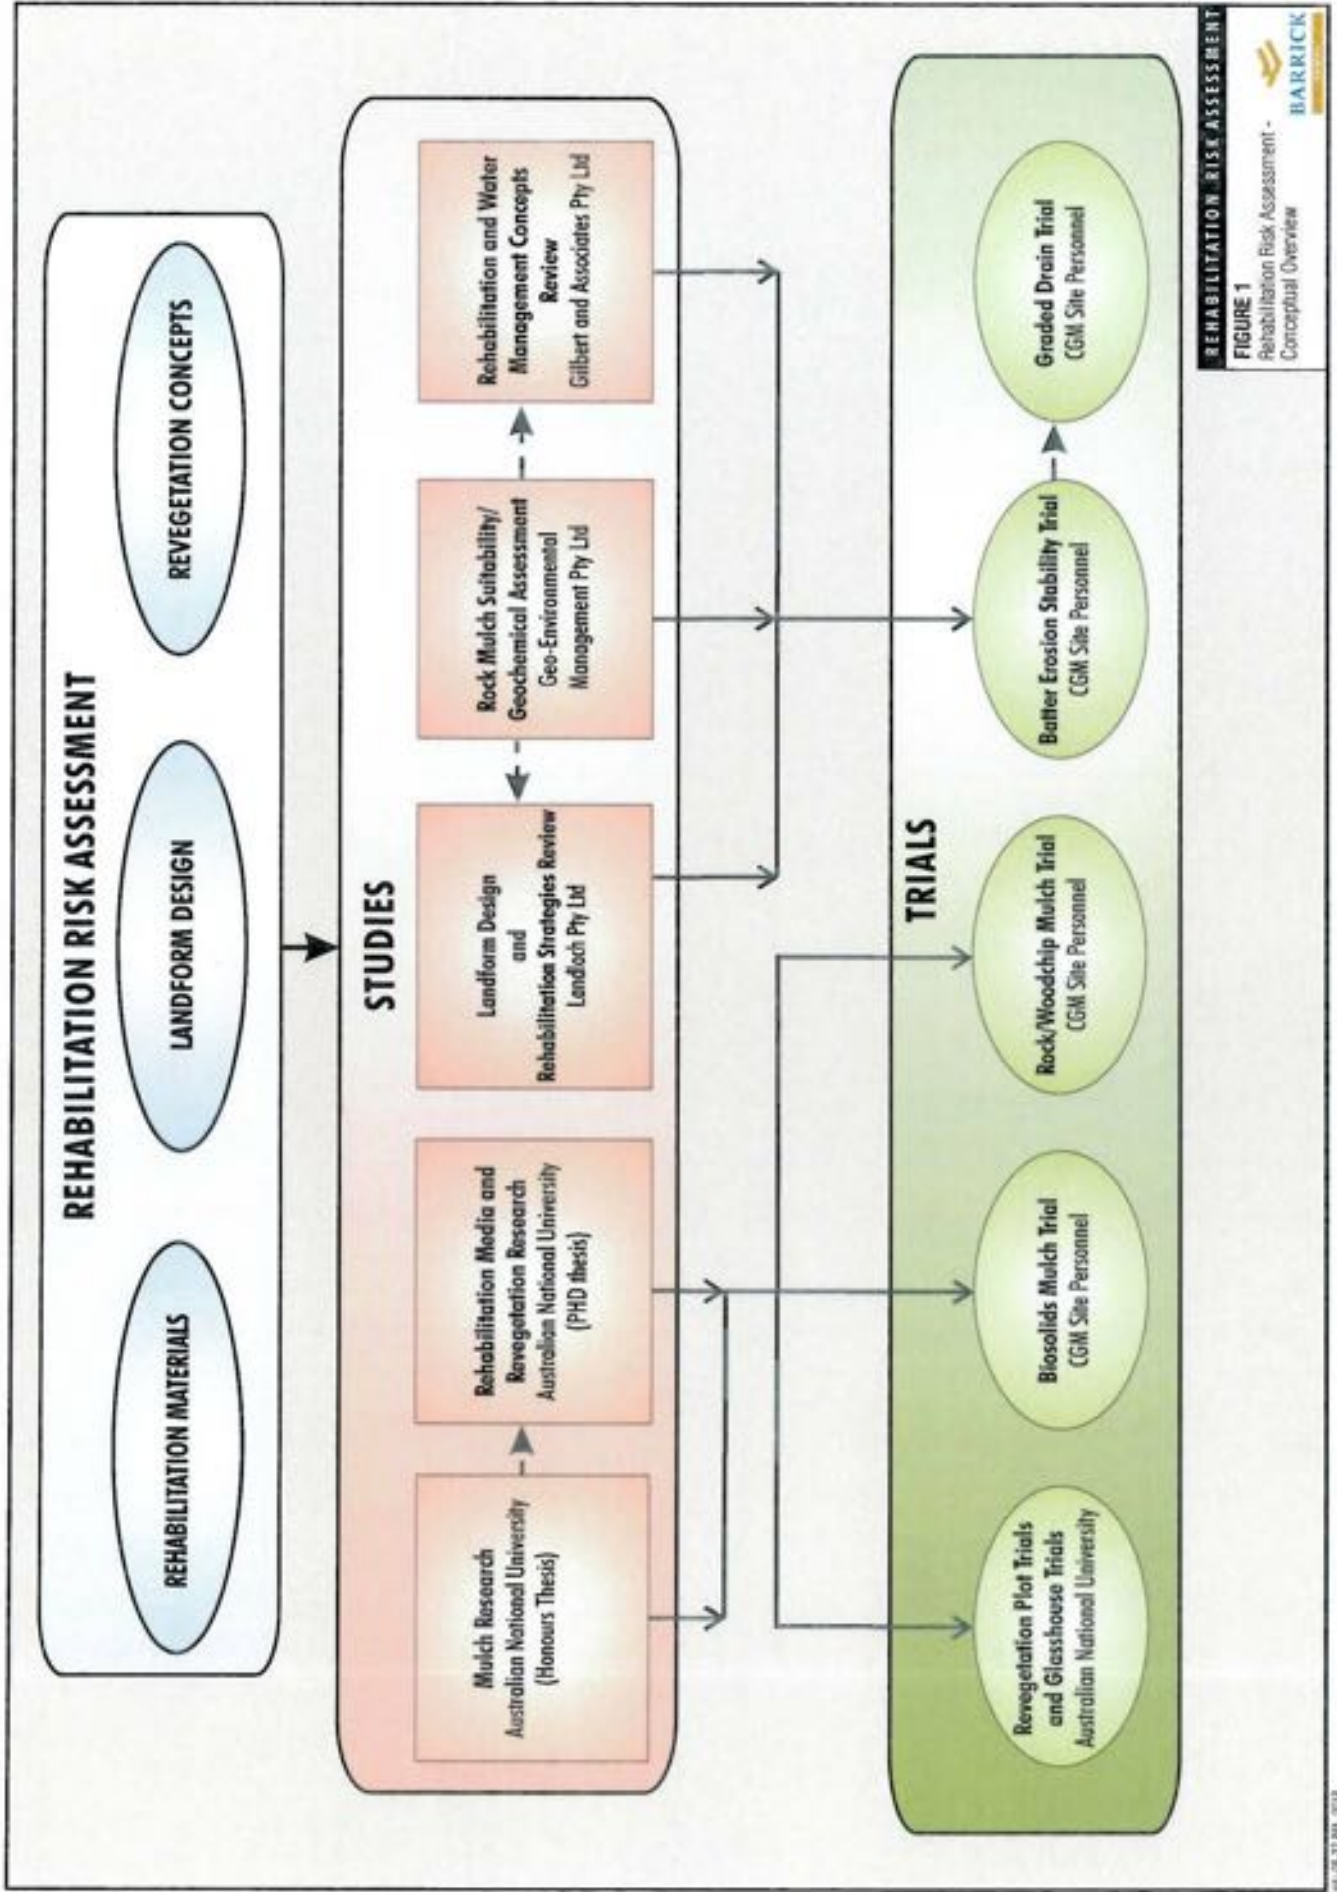 REHABILITATION RISK ASSESSMENT
REHABILITATION MATERIALS
LANDFORM DESIGN
REVEGETATION CONCEPTS
STUDIES
Mulch Research
Australian National University
(Honours Thesis)
Rehabilitation Media and
Revegetation Research
Australian National University
(PHD thesis)
Landform Design
and
Rehabilitation Strategies Review
Landloch Pty Ltd
Rock Mulch Suitability/
Geochemical Assessment
Geo-Environmental
Management Pty Ltd
Rehabilitation and Water
Management Concepts
Review
Gilbert and Associates Pty Ltd
TRIALS
Revegetation Plot Trials
and Glasshouse Trials
Australian National University
Biosolids Mulch Trial
CGM Site Personnel
Rock/Woodchip Mulch Trial
CGM Site Personnel
Batter Erosion Stability Trial
CGM Site Personnel
Graded Drain Trial
CGM Site Personnel
REHABILITATION RISK ASSESSMENT
FIGURE 1
Rehabilitation Risk Assessment -
Conceptual Overview
BARRICK